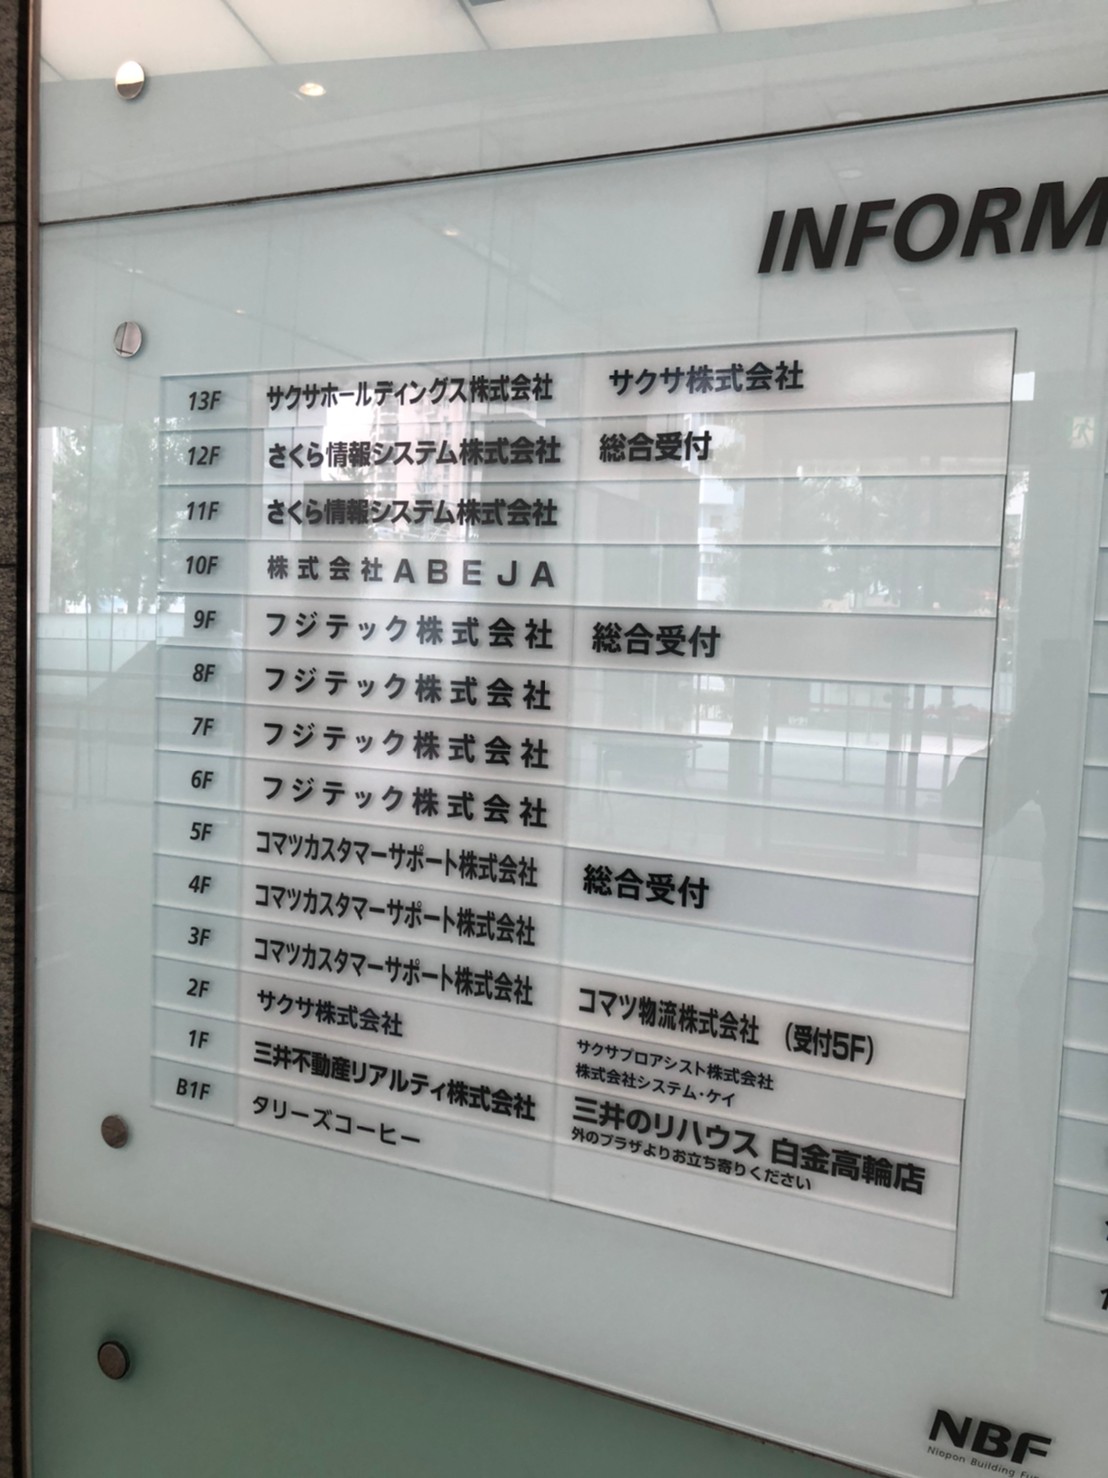 INFORM
13F サクサホールディングス株式会社 サクサ株式会社
12F さくら情報システム株式会社 総合受付
11F さくら情報システム株式会社
10F 株式会社ABEJA
9F フジテック株式会社 総合受付
8F フジテック株式会社
7F フジテック株式会社
6F フジテック株式会社
5F コマツカスタマーサポート株式会社 総合受付
4F コマツカスタマーサポート株式会社
3F コマツカスタマーサポート株式会社 コマツ物流株式会社 (受付5F)
2F サクサ株式会社 サクサプロアシスト株式会社
株式会社システム・ケイ
1F 三井不動産リアルティ株式会社 三井のリハウス 白金高輪店
外のプラザよりお立ち寄りください
B1F タリーズコーヒー
NBF
Nippon Building Fu